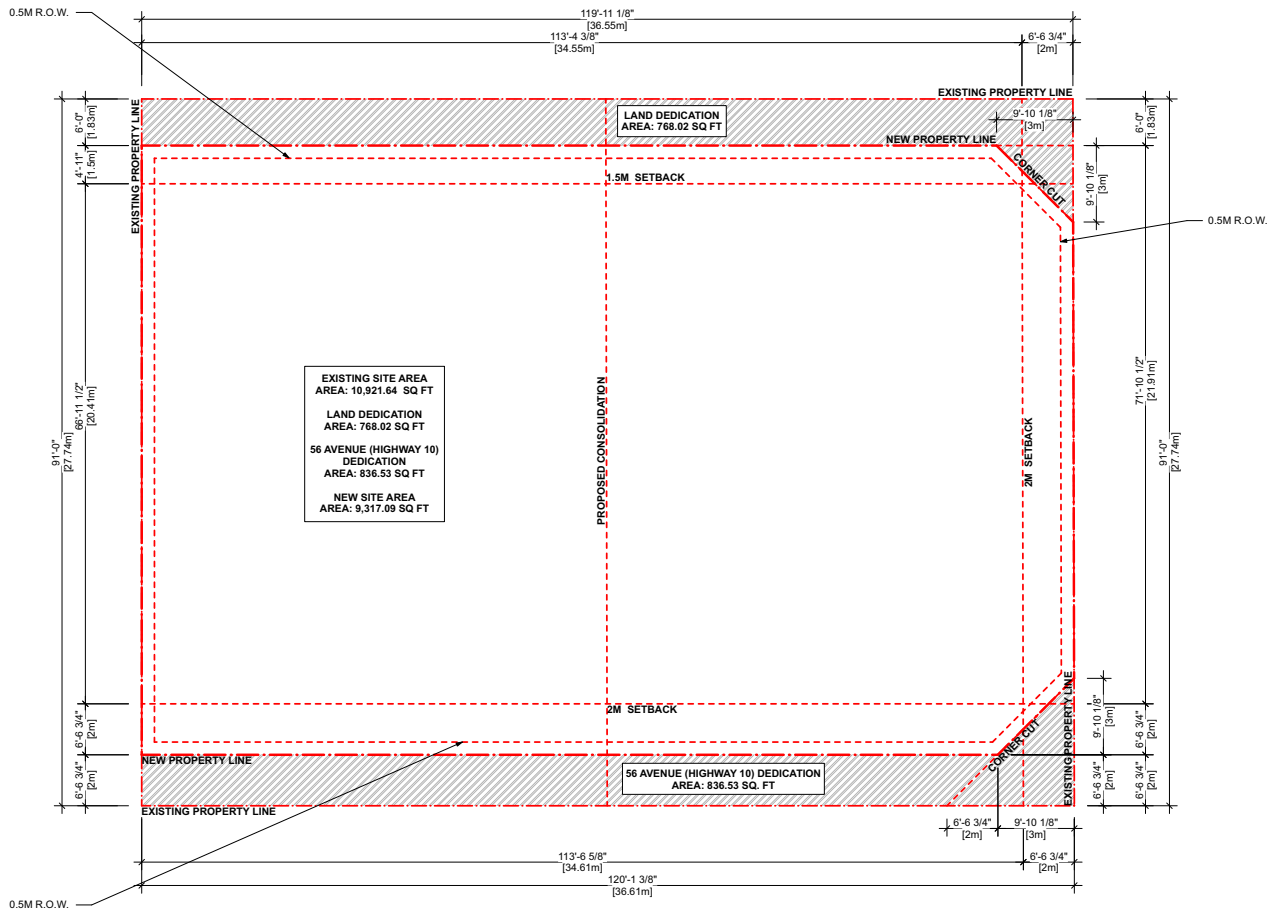 0.5M R.O.W.
119'-11 1/8"
[36.55m]
113'-4 3/8"
[34.55m]
6'-6 3/4"
[2m]
EXISTING PROPERTY LINE
LAND DEDICATION
AREA: 768.02 SQ FT
9'-10 1/8"
[3m]
6'-0"
[1.83m]
6'-0"
[1.83m]
NEW PROPERTY LINE
EXISTING PROPERTY LINE
4'-11"
[1.5m]
CORNER CUT
9'-10 1/8"
[3m]
1.5M SETBACK
0.5M R.O.W.
EXISTING SITE AREA
AREA: 10,921.64 SQ FT
LAND DEDICATION
AREA: 768.02 SQ FT
56 AVENUE (HIGHWAY 10)
DEDICATION
AREA: 836.53 SQ FT
NEW SITE AREA
AREA: 9,317.09 SQ FT
PROPOSED CONSOLIDATION
2M SETBACK
66'-11 1/2"
[20.41m]
91'-0"
[27.74m]
71'-10 1/2"
[21.91m]
91'-0"
[27.74m]
2M SETBACK
6'-6 3/4"
[2m]
9'-10 1/8"
[3m]
6'-6 3/4"
[2m]
EXISTING PROPERTY LINE
CORNER CUT
NEW PROPERTY LINE
6'-6 3/4"
[2m]
56 AVENUE (HIGHWAY 10) DEDICATION
AREA: 836.53 SQ. FT
6'-6 3/4"
[2m]
6'-6 3/4"
[2m]
EXISTING PROPERTY LINE
6'-6 3/4"
[2m]
9'-10 1/8"
[3m]
113'-6 5/8"
[34.61m]
6'-6 3/4"
[2m]
120'-1 3/8"
[36.61m]
0.5M R.O.W.